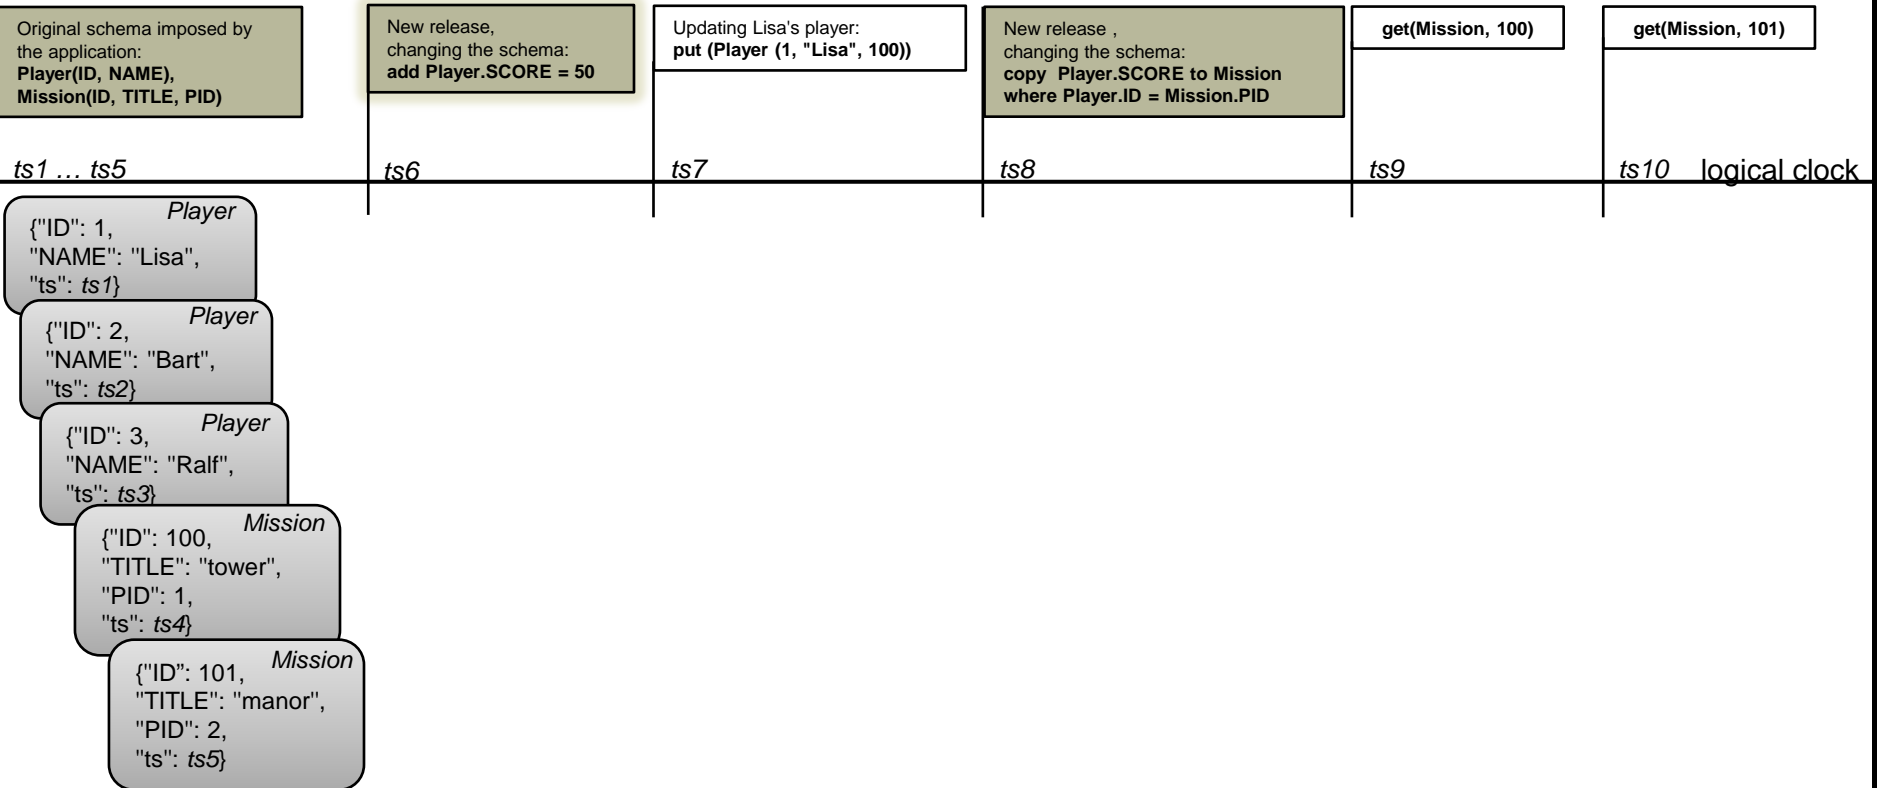 Original schema imposed by
the application:
Player(ID, NAME),
Mission(ID, TITLE, PID)
New release,
changing the schema:
add Player.SCORE = 50
Updating Lisa's player:
put (Player (1, "Lisa", 100))
New release ,
changing the schema:
copy Player.SCORE to Mission
where Player.ID = Mission.PID
get(Mission, 100)
get(Mission, 101)
ts1 … ts5
ts6
ts7
ts8
ts9
ts10
logical clock
Player
{"ID": 1,
"NAME": "Lisa",
"ts": ts1}
Player
{"ID": 2,
"NAME": "Bart",
"ts": ts2}
Player
{"ID": 3,
"NAME": "Ralf",
"ts": ts3}
Mission
{"ID": 100,
"TITLE": "tower",
"PID": 1,
"ts": ts4}
Mission
{"ID”: 101,
"TITLE": "manor",
"PID": 2,
"ts": ts5}